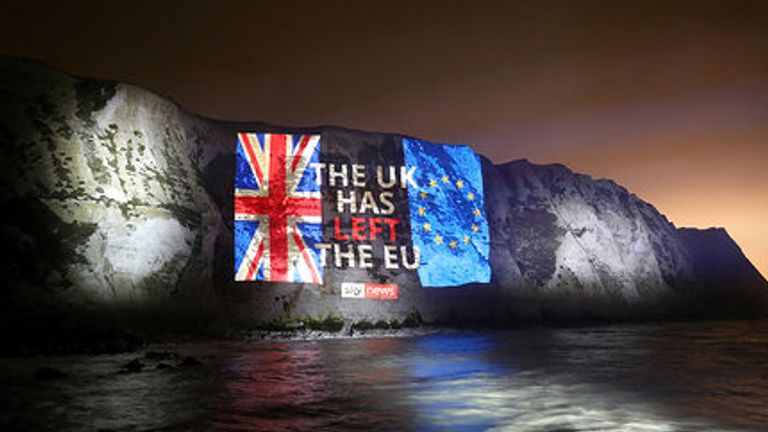 THE UK
HAS
LEFT
THE EU
sky news